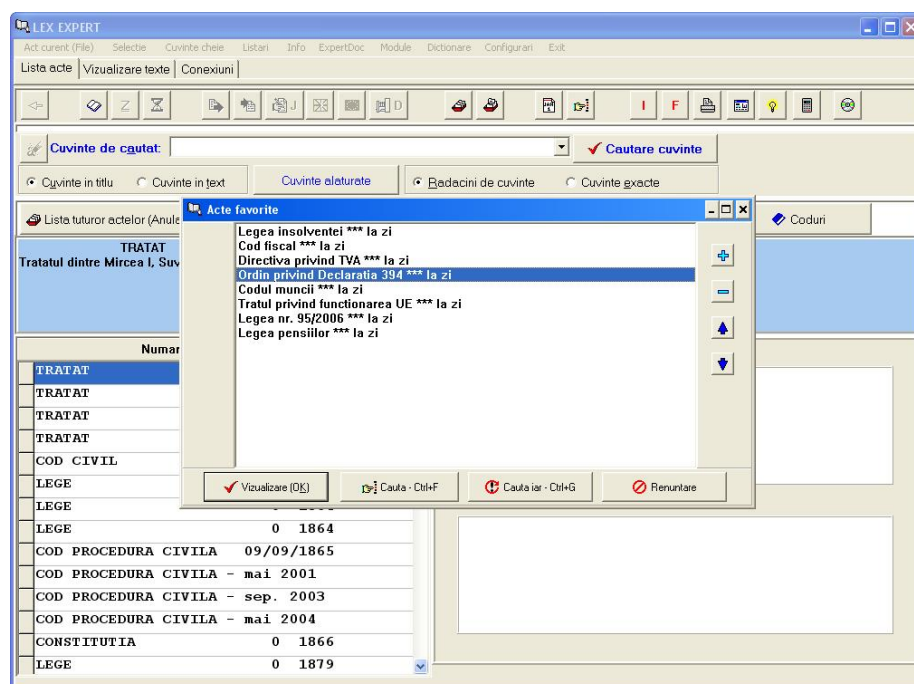 LEX EXPERT
Act curent (File) Selectie Cuvinte cheie Listari Info ExpertDoc Module Dictionare Configurari Exit
Lista acte Vizualizare texte Conexiuni
Z J D I F
Cuvinte de cautat: Cautare cuvinte
Cuvinte in titlu Cuvinte in text Cuvinte alaturate Radacini de cuvinte Cuvinte exacte
Lista tuturor actelor (Anule Coduri
TRATAT
Tratatul dintre Mircea I, Suv
Acte favorite
Legea insolventei *** la zi
Cod fiscal *** la zi
Directiva privind TVA *** la zi
Ordin privind Declaratia 394 *** la zi
Codul muncii *** la zi
Tratul privind functionarea UE *** la zi
Legea nr. 95/2006 *** la zi
Legea pensiilor *** la zi
Vizualizare (OK) Cauta - Ctrl+F Cauta iar - Ctrl+G Renuntare
Numar
TRATAT
TRATAT
TRATAT
TRATAT
COD CIVIL
LEGE
LEGE
LEGE 0 1864
COD PROCEDURA CIVILA 09/09/1865
COD PROCEDURA CIVILA - mai 2001
COD PROCEDURA CIVILA - sep. 2003
COD PROCEDURA CIVILA - mai 2004
CONSTITUTIA 0 1866
LEGE 0 1879